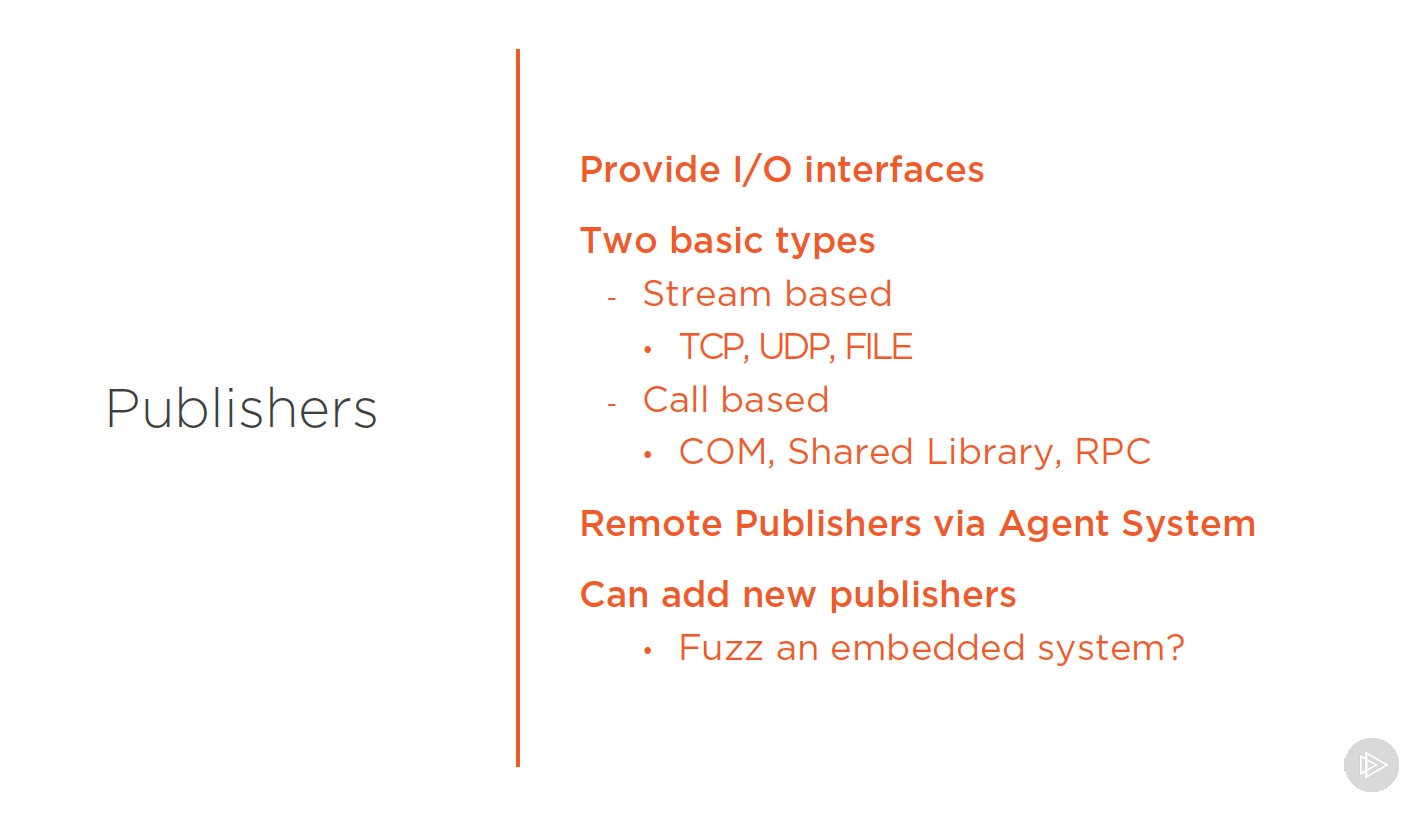 Publishers
Provide I/O interfaces
Two basic types
- Stream based
• TCP, UDP, FILE
- Call based
• COM, Shared Library, RPC
Remote Publishers via Agent System
Can add new publishers
• Fuzz an embedded system?